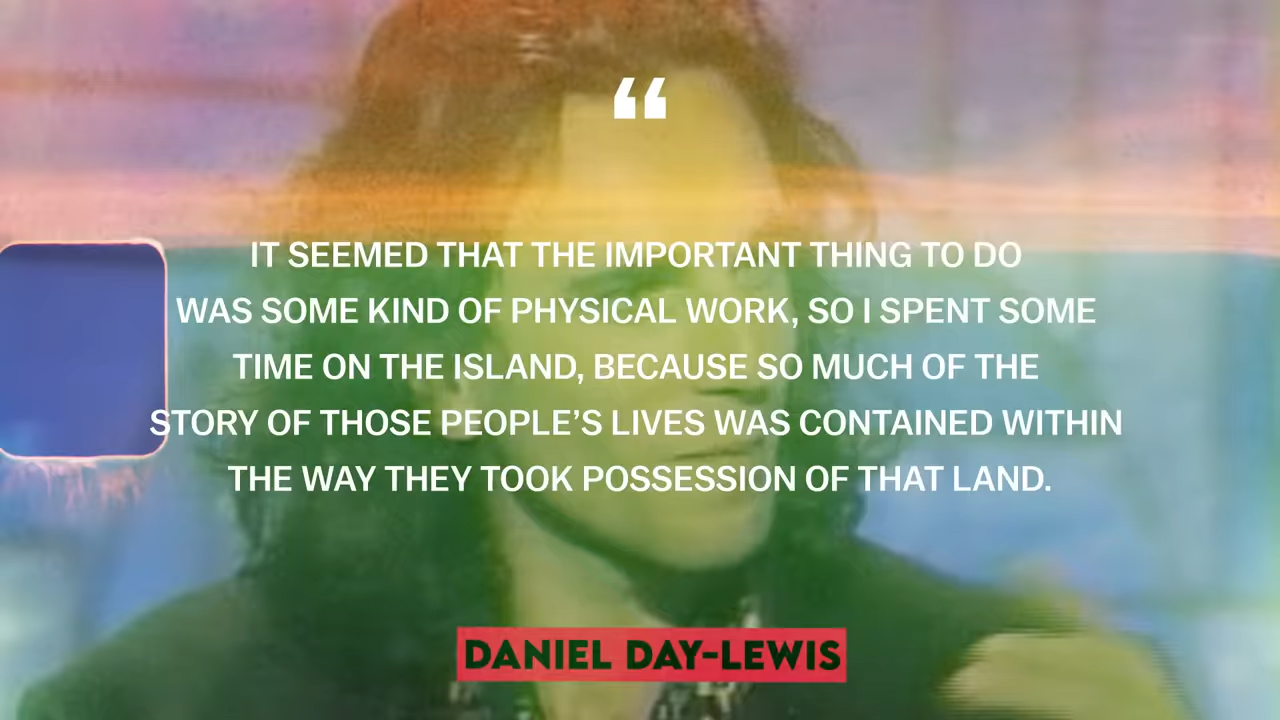 “
IT SEEMED THAT THE IMPORTANT THING TO DO
WAS SOME KIND OF PHYSICAL WORK, SO I SPENT SOME
TIME ON THE ISLAND, BECAUSE SO MUCH OF THE
STORY OF THOSE PEOPLE’S LIVES WAS CONTAINED WITHIN
THE WAY THEY TOOK POSSESSION OF THAT LAND.
DANIEL DAY-LEWIS